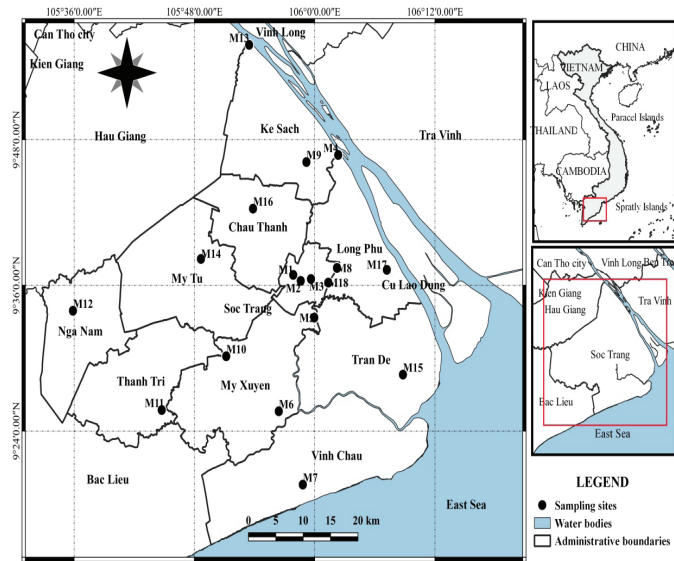 105°36'0.00"E
105°48'0.00"E
106°0'0.00"E
106°12'0.00"E
Can Tho city
M13
Vinh Long
Kien Giang
Hau Giang
Ke Sach
Tra Vinh
9°48'0.00"N
M9
M4
M16
Chau Thanh
M14
My Tu
Long Phu
M1
M8
M17
M2
M3
M18
Cu Lao Dung
9°36'0.00"N
Soc Trang
M12
Nga Nam
M5
M10
Tran De
Thanh Tri
My Xuyen
M15
M11
M6
9°24'0.00"N
Vinh Chau
Bac Lieu
M7
East Sea
0 5 10 15 20 km
CHINA
VIETNAM
LAOS
Paracel Islands
THAILAND
CAMBODIA
Spratly Islands
Can Tho city
Vinh Long
Ben Tre
Kien Giang
Tra Vinh
Hau Giang
Soc Trang
Bac Lieu
East Sea
LEGEND
Sampling sites
Water bodies
Administrative boundaries